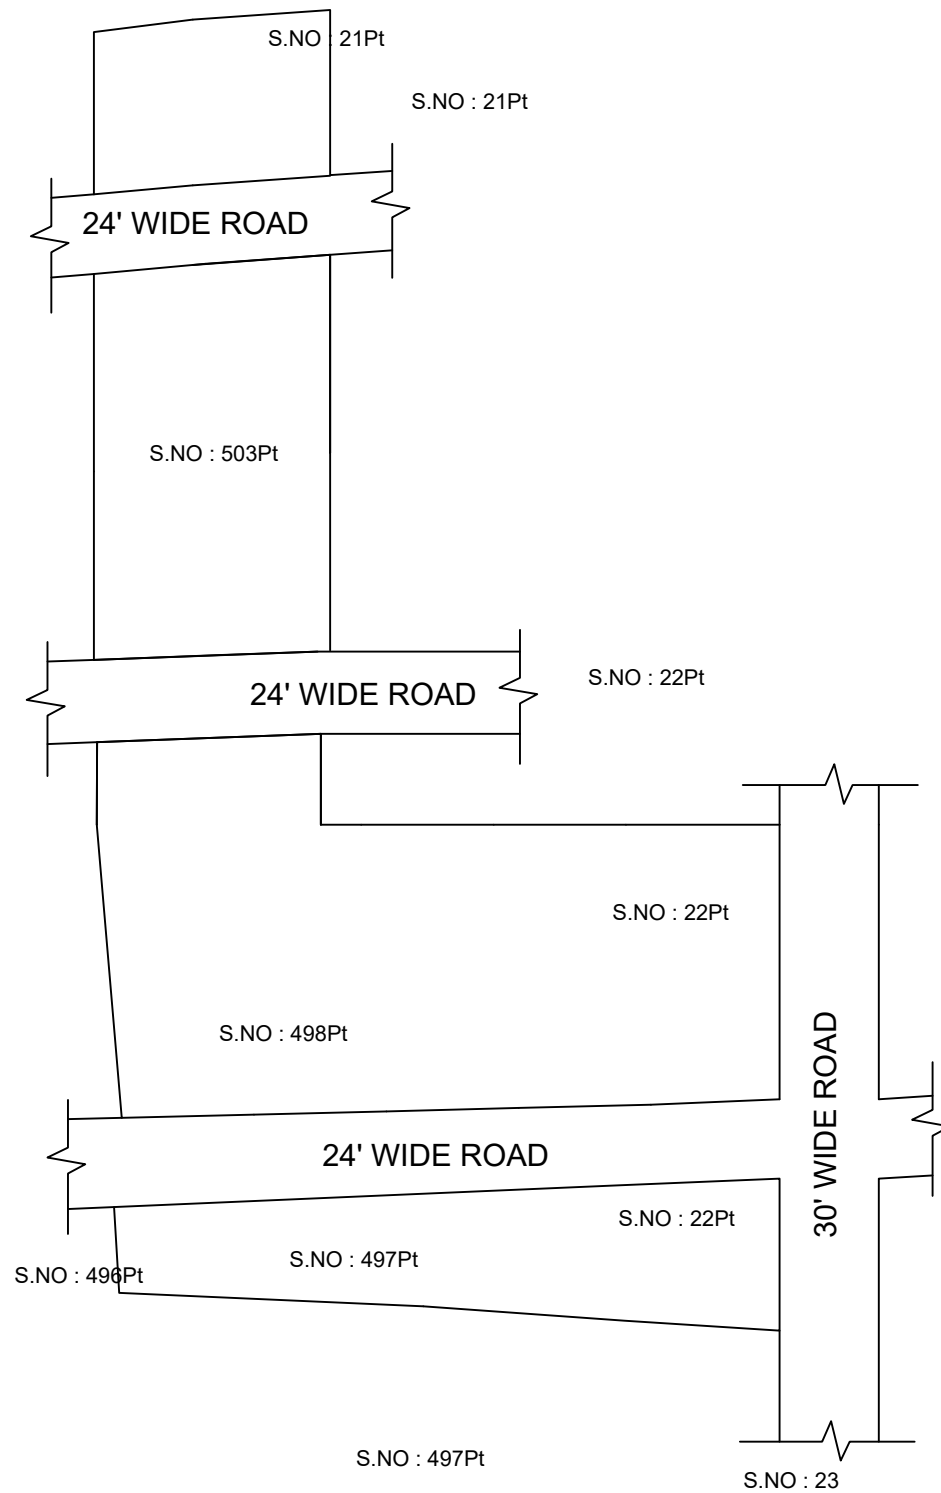 S.NO : 21Pt
S.NO : 21Pt
24' WIDE ROAD
S.NO : 503Pt
S.NO : 22Pt
24' WIDE ROAD
S.NO : 22Pt
S.NO : 498Pt
30' WIDE ROAD
24' WIDE ROAD
S.NO : 22Pt
S.NO : 497Pt
S.NO : 496Pt
S.NO : 497Pt
S.NO : 23